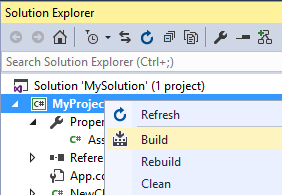 Solution Explorer
Search Solution Explorer (Ctrl+;)
Solution 'MySolution' (1 project)
C# MyProjec
Proper
C# Ass
Refere
App.co
C# NewCl
Refresh
Build
Rebuild
Clean